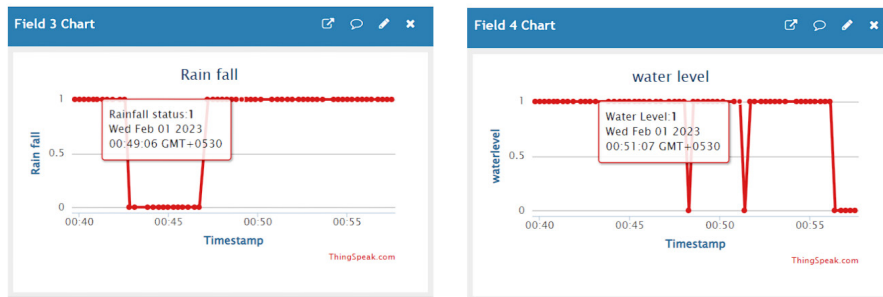 Field 3 Chart
Rain fall
Rain fall
1
0.5
0
Rainfall status:1
Wed Feb 01 2023
00:49:06 GMT+0530
00:40 00:45 00:50 00:55
Timestamp
ThingSpeak.com
Field 4 Chart
water level
waterlevel
1
0.5
0
Water Level:1
Wed Feb 01 2023
00:51:07 GMT+0530
00:40 00:45 00:50 00:55
Timestamp
ThingSpeak.com